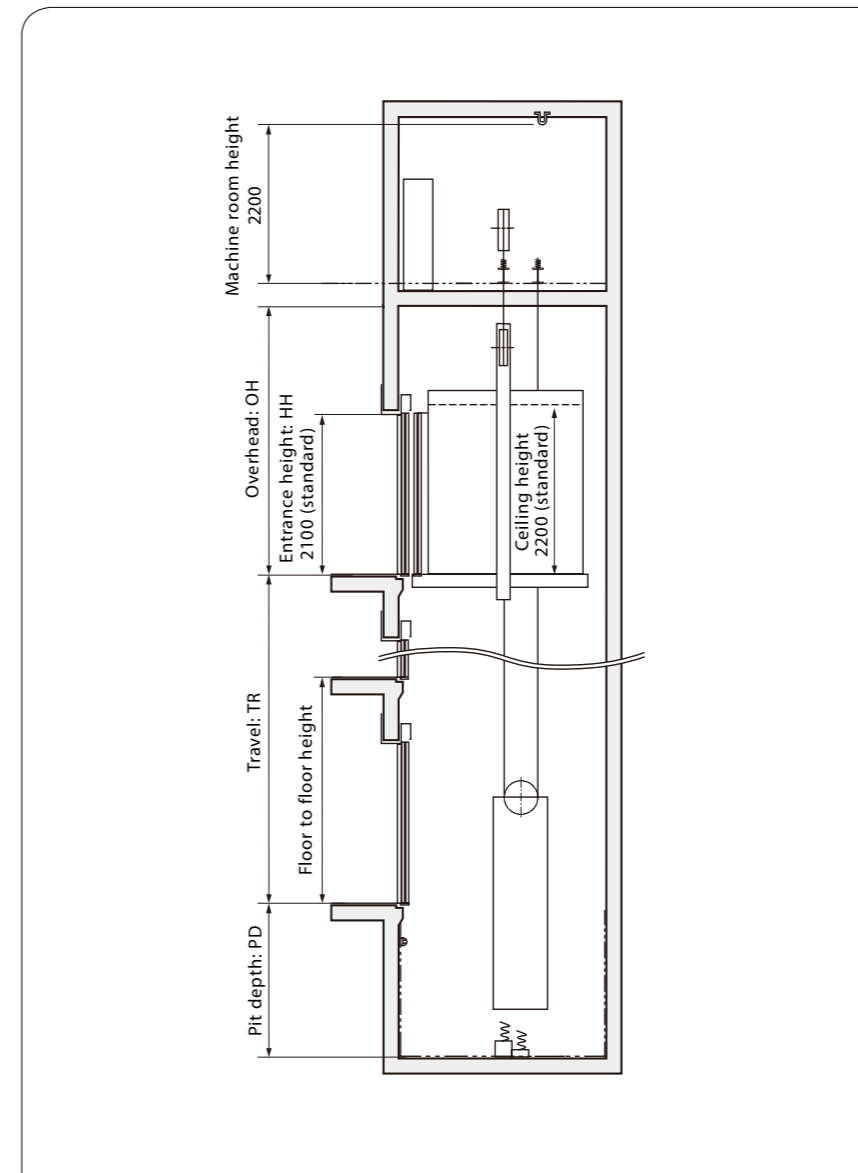 Machine room height
2200
Overhead: OH
Entrance height: HH
2100 (standard)
Ceiling height
2200 (standard)
Travel: TR
Floor to floor height
Pit depth: PD